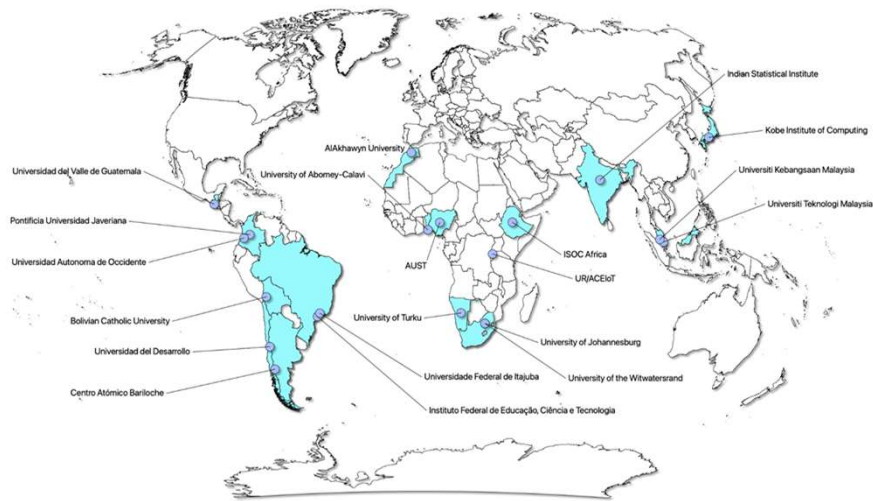 Indian Statistical Institute
Kobe Institute of Computing
AlAkhawyn University
Universidad del Valle de Guatemala
University of Abomey-Calavi
Universiti Kebangsaan Malaysia
Universiti Teknologi Malaysia
Pontificia Universidad Javeriana
Universidad Autonoma de Occidente
AUST
ISOC Africa
UR/ACEIoT
Bolivian Catholic University
University of Turku
University of Johannesburg
Universidad del Desarrollo
Universidade Federal de Itajuba
University of the Witwatersrand
Centro Atómico Bariloche
Instituto Federal de Educação, Ciência e Tecnologia